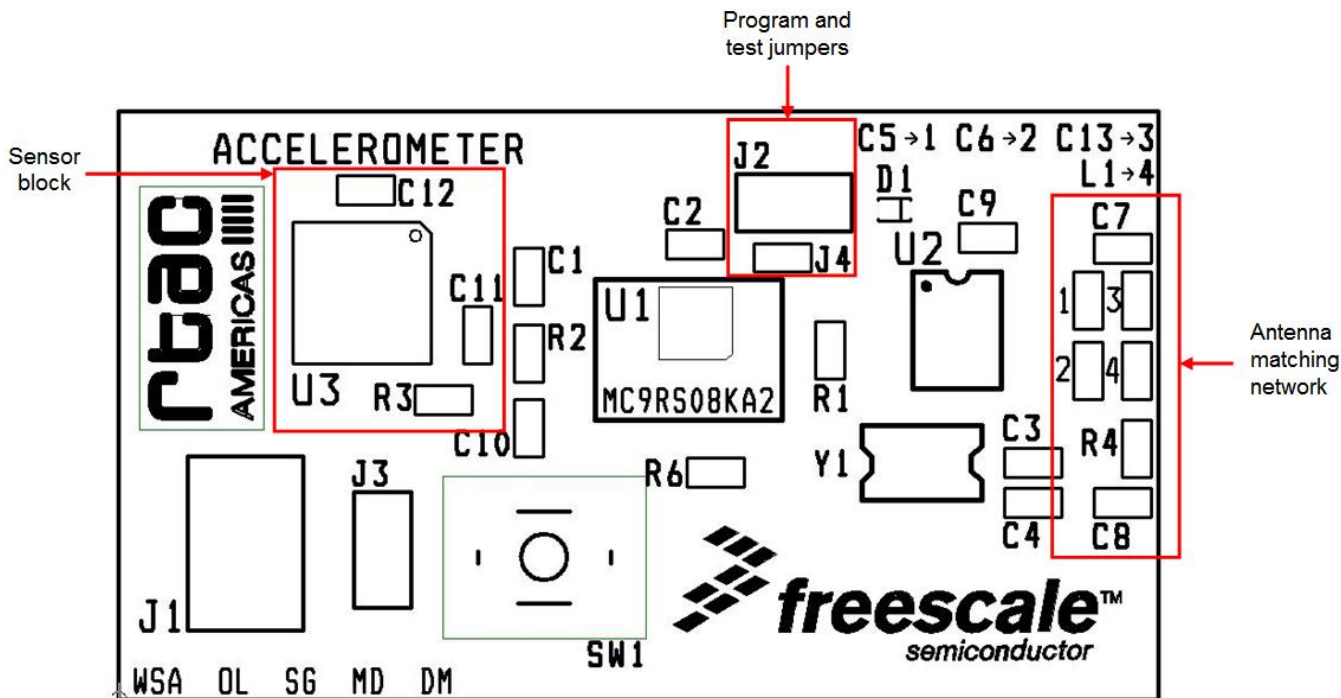 Program and
test jumpers
Sensor
block
ACCELEROMETER
C5→1 C6→2 C13→3
L1→4
J2
D1
C12
C2
C9
C7
J4
U2
C1
C11
U1
1
3
R2
Antenna
matching
network
2
4
U3
R3
MC9RS08KA2
R1
AMERICAS
C10
C3
R4
J3
R6
Y1
C4
C8
J1
freescale™
semiconductor
SW1
WSA OL SG MD DM